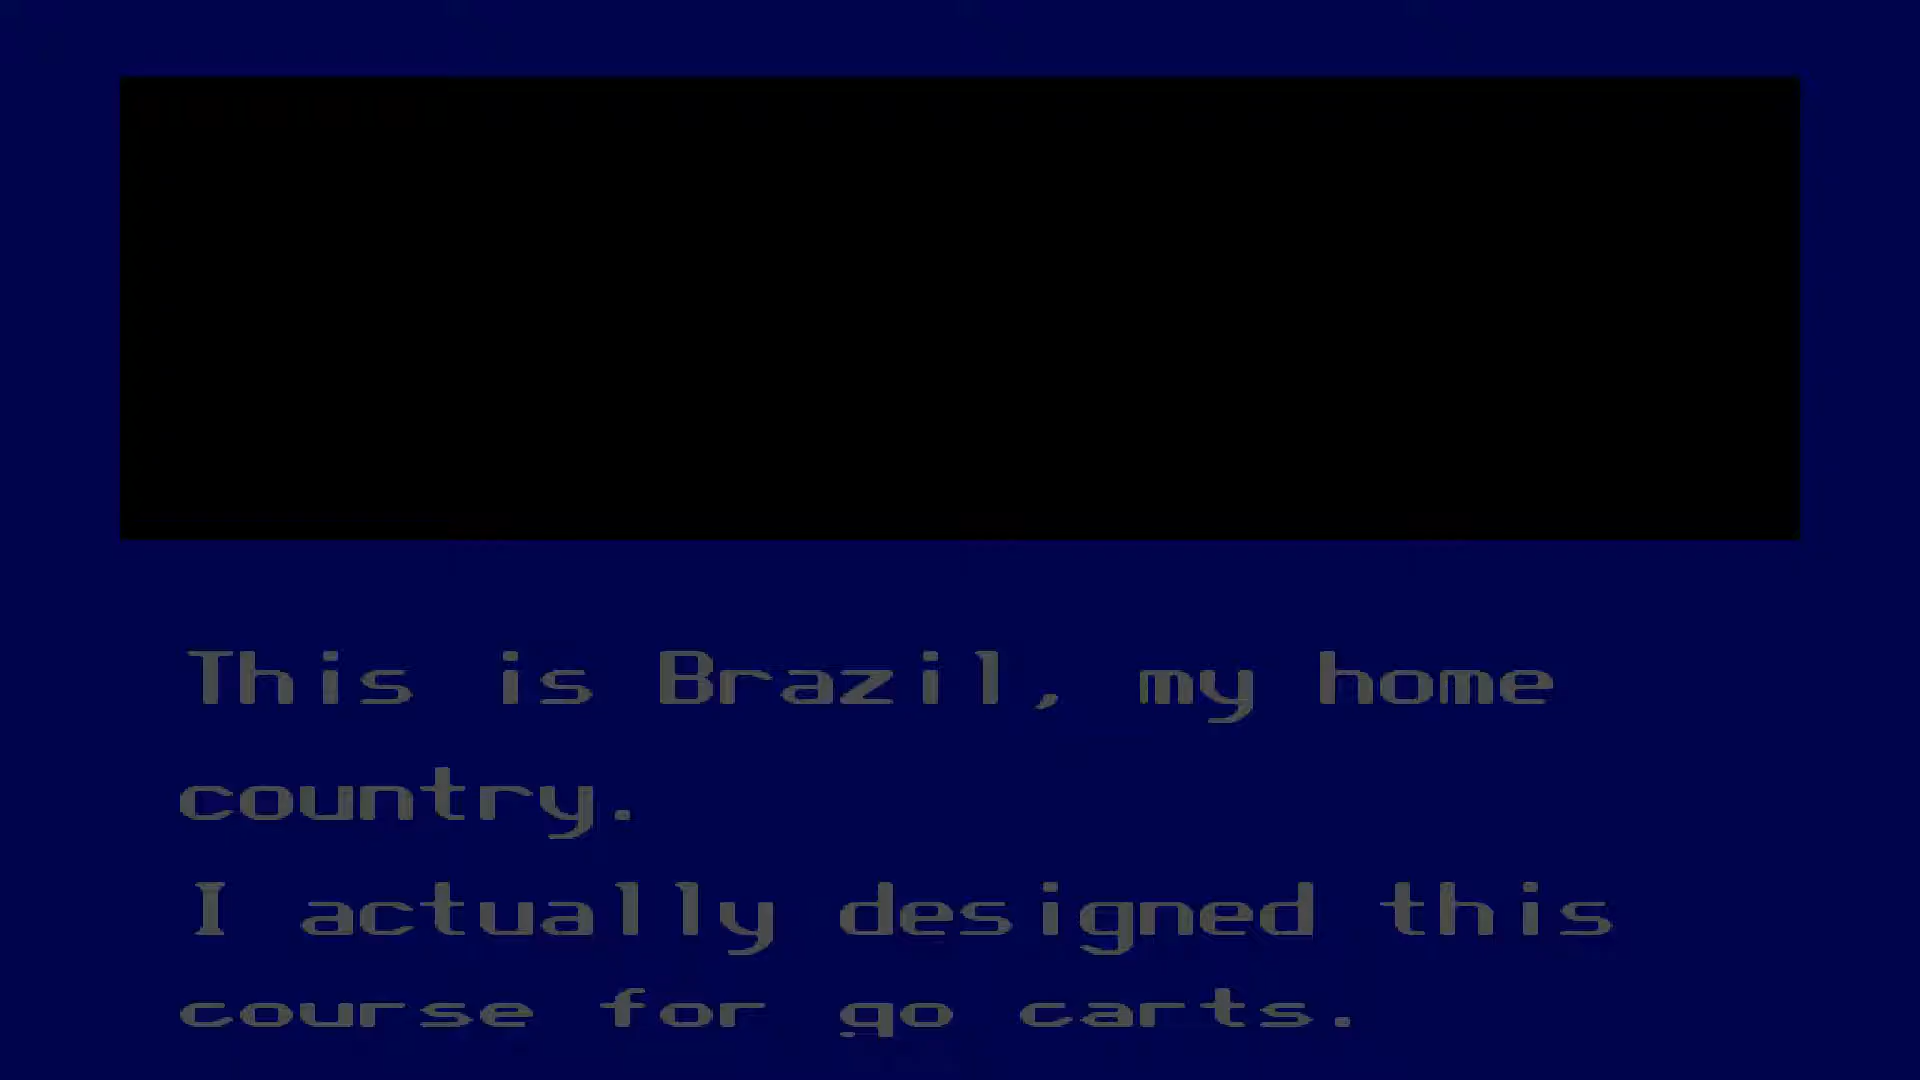 This is Brazil, my home
country.
I actually designed this
course for go carts.